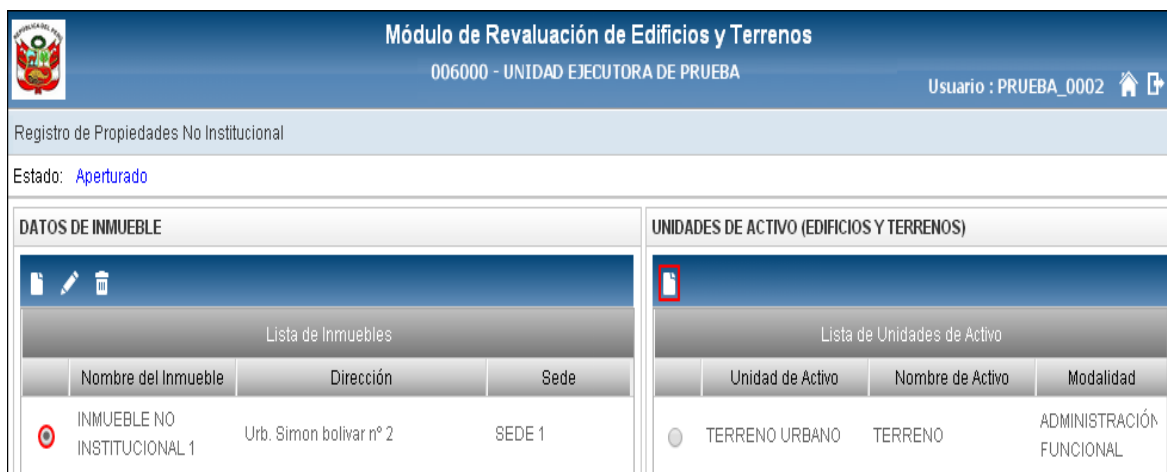 REPUBLICA DEL PERU
Módulo de Revaluación de Edificios y Terrenos
006000 - UNIDAD EJECUTORA DE PRUEBA
Usuario : PRUEBA_0002
Registro de Propiedades No Institucional
Estado: Aperturado
DATOS DE INMUEBLE
Lista de Inmuebles
Nombre del Inmueble Dirección Sede
INMUEBLE NO
INSTITUCIONAL 1
Urb. Simon bolivar nº 2
SEDE 1
UNIDADES DE ACTIVO (EDIFICIOS Y TERRENOS)
Lista de Unidades de Activo
Unidad de Activo Nombre de Activo Modalidad
TERRENO URBANO
TERRENO
ADMINISTRACIÓN
FUNCIONAL